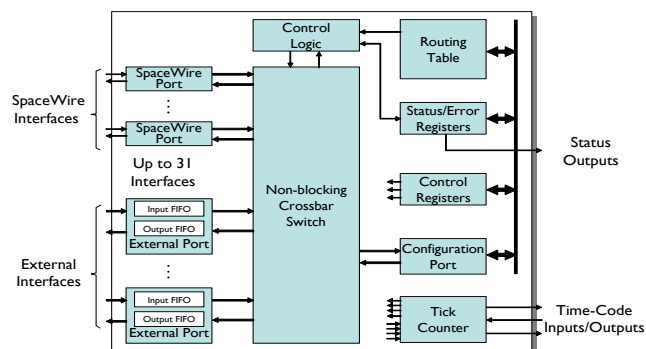 Control
Logic
Routing
Table
SpaceWire
Port
SpaceWire
Interfaces
SpaceWire
Port
Status/Error
Registers
Status
Outputs
Up to 31
Interfaces
Non-blocking
Crossbar
Switch
Control
Registers
Input FIFO
Output FIFO
External Port
Configuration
Port
External
Interfaces
Input FIFO
Output FIFO
External Port
Tick
Counter
Time-Code
Inputs/Outputs